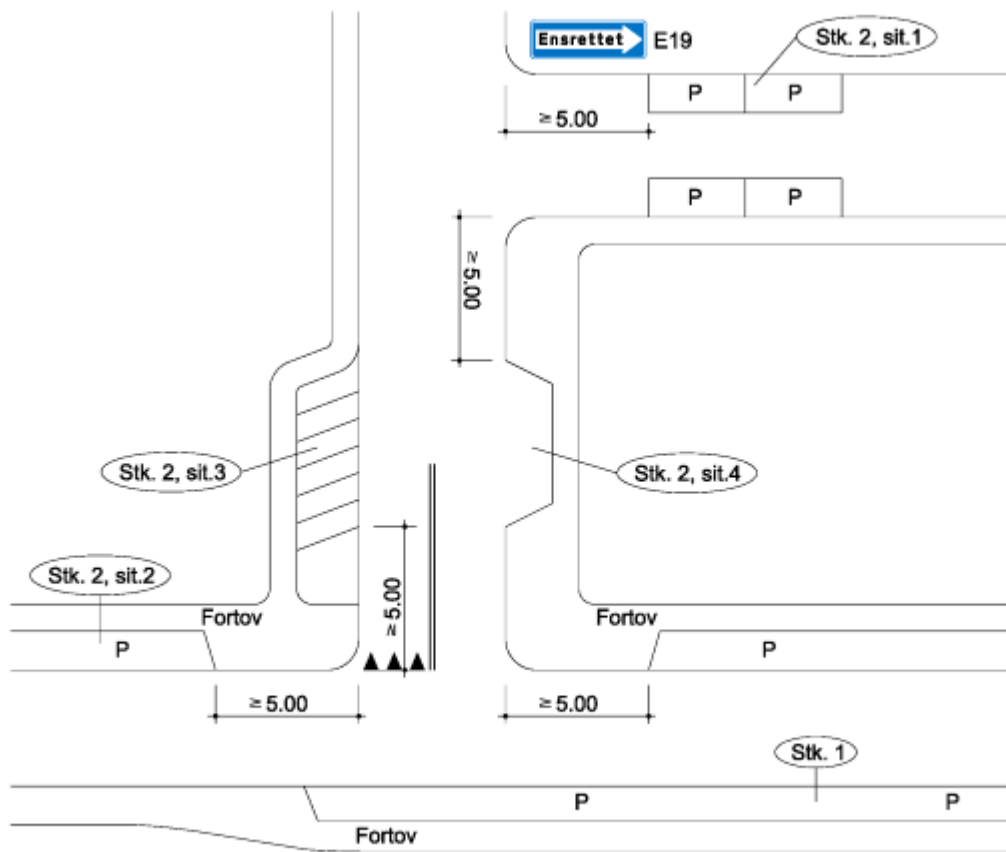 Ensrettet E19
Stk. 2, sit.1
P P
≥ 5.00
P P
≥ 5.00
Stk. 2, sit.3
Stk. 2, sit.4
Stk. 2, sit.2
≥ 5.00
Fortov
Fortov
P
P
≥ 5.00
≥ 5.00
Stk. 1
P P
Fortov